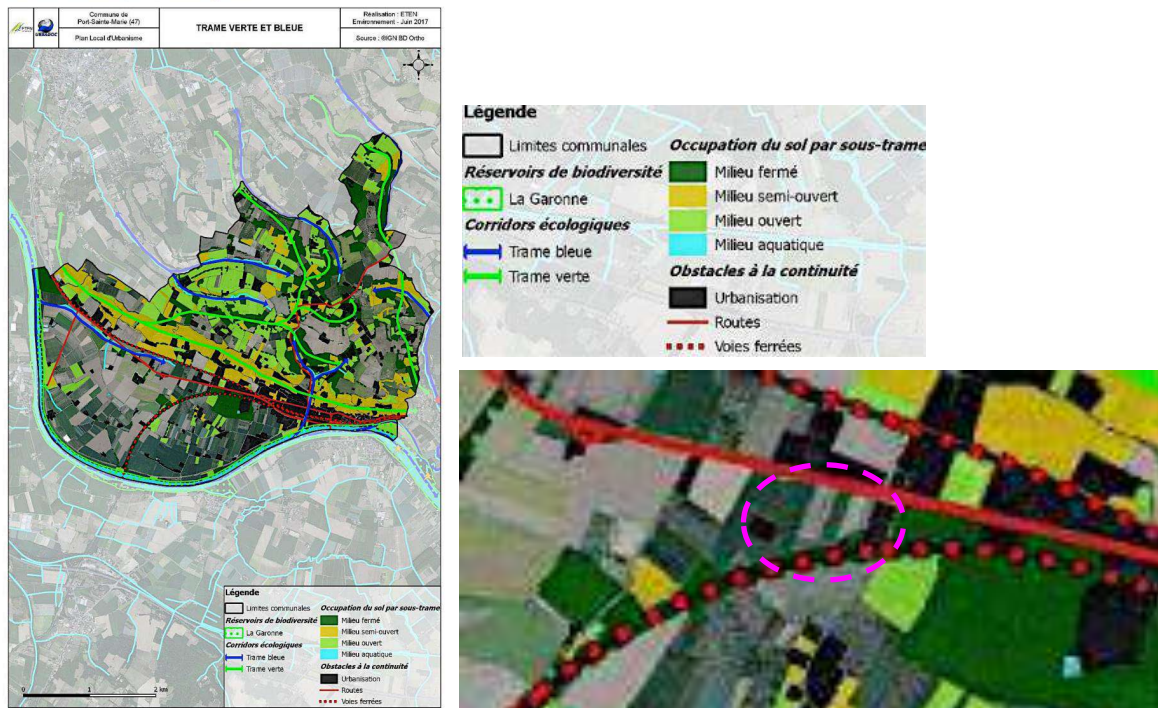 Commune de
Port-Sainte-Marie (47)
Plan Local d'Urbanisme
TRAME VERTE ET BLEUE
Réalisation : ETEN
Environnement - Juin 2017
Source : ©IGN BD Ortho
URBADOC
Légende
Limites communales
Réservoirs de biodiversité
La Garonne
Corridors écologiques
Trame bleue
Trame verte
Occupation du sol par sous-trame
Milieu fermé
Milieu semi-ouvert
Milieu ouvert
Milieu aquatique
Obstacles à la continuité
Urbanisation
Routes
Voies ferrées
0 1 2 km
Légende
Limites communales
Réservoirs de biodiversité
La Garonne
Corridors écologiques
Trame bleue
Trame verte
Occupation du sol par sous-trame
Milieu fermé
Milieu semi-ouvert
Milieu ouvert
Milieu aquatique
Obstacles à la continuité
Urbanisation
Routes
Voies ferrées